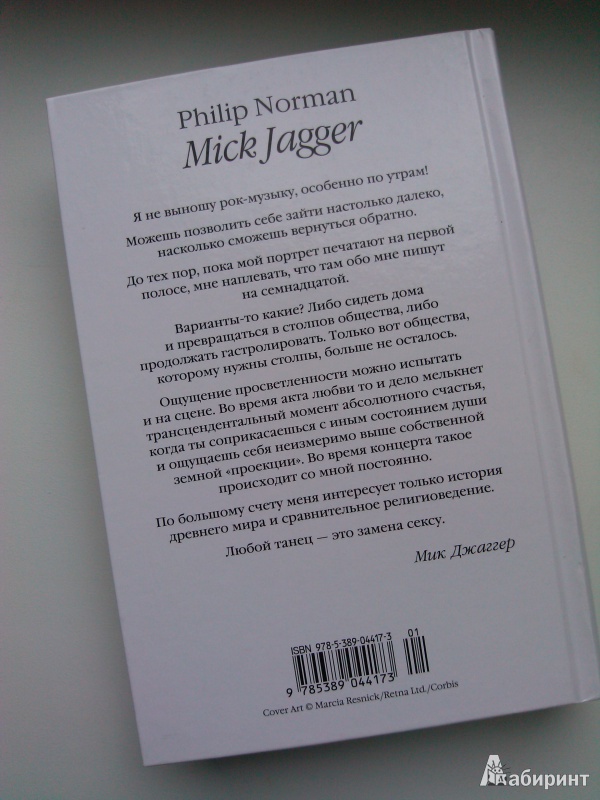 Philip Norman
Mick Jagger
Я не выношу рок-музыку, особенно по утрам!
Можешь позволить себе зайти настолько далеко,
насколько сможешь вернуться обратно.
До тех пор, пока мой портрет печатают на первой
полосе, мне наплевать, что там обо мне пишут
на семнадцатой.
Варианты-то какие? Либо сидеть дома
и превращаться в столпов общества, либо
продолжать гастролировать. Только вот общества,
которому нужны столпы, больше не осталось.
Ощущение просветленности можно испытать
и на сцене. Во время акта любви то и дело мелькнет
трансцендентальный момент абсолютного счастья,
когда ты соприкасаешься с иным состоянием души
и ощущаешь себя неизмеримо выше собственной
земной «проекции». Во время концерта такое
происходит со мной постоянно.
По большому счету меня интересует только история
древнего мира и сравнительное религиоведение.
Любой танец — это замена сексу.
Мик Джаггер
ISBN 978-5-389-04417-3
01
9 785389 044173
Cover Art © Marcia Resnick/Retna Ltd./Corbis
Лабиринт